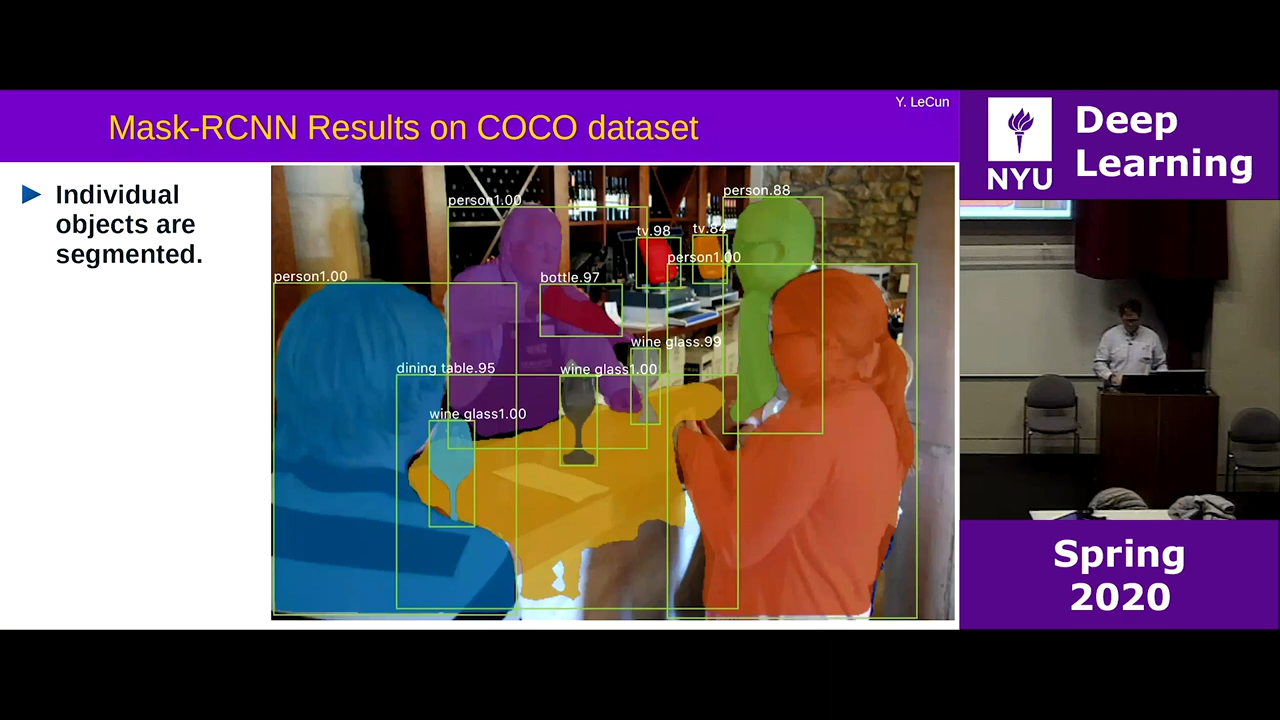 Y. LeCun
Mask-RCNN Results on COCO dataset
Individual
objects are
segmented.
person1.00
person.88
tv.98
tv.84
person1.00
person1.00
bottle.97
wine glass.99
dining table.95
wine glass1.00
wine glass1.00
NYU
Deep
Learning
Spring
2020